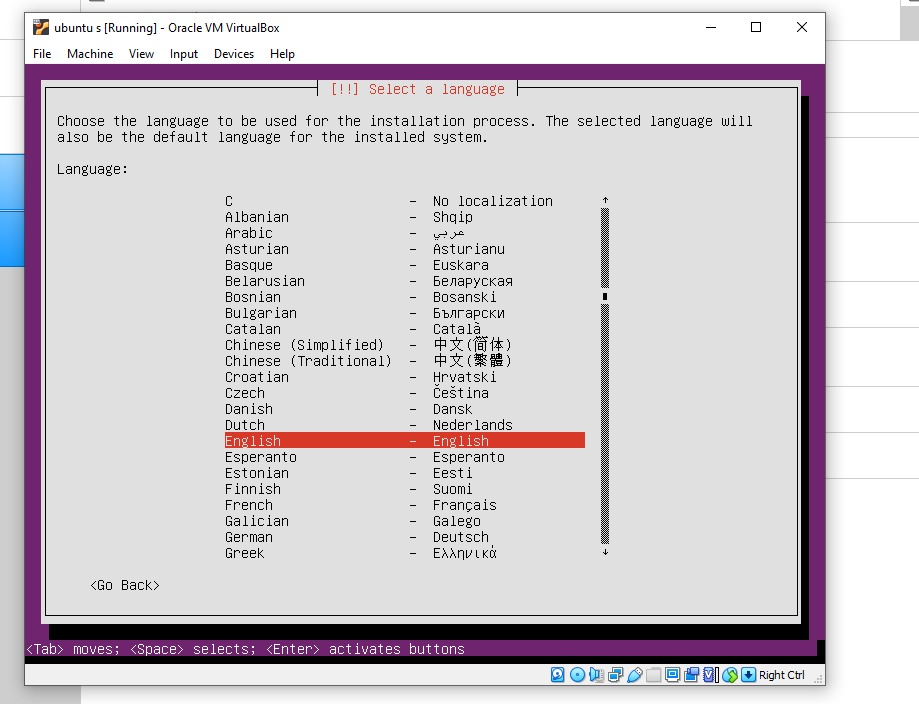 ubuntu s [Running] - Oracle VM VirtualBox
File Machine View Input Devices Help
[!!] Select a language
Choose the language to be used for the installation process. The selected language will
also be the default language for the installed system.
Language:
C - No localization
Albanian - Shqip
Arabic - عربي
Asturian - Asturianu
Basque - Euskara
Belarusian - Беларуская
Bosnian - Bosanski
Bulgarian - Български
Catalan - Català
Chinese (Simplified) - 中文(简体)
Chinese (Traditional) - 中文(繁體)
Croatian - Hrvatski
Czech - Čeština
Danish - Dansk
Dutch - Nederlands
English - English
Esperanto - Esperanto
Estonian - Eesti
Finnish - Suomi
French - Français
Galician - Galego
German - Deutsch
Greek - Ελληνικά
<Go Back>
<Tab> moves; <Space> selects; <Enter> activates buttons
Right Ctrl